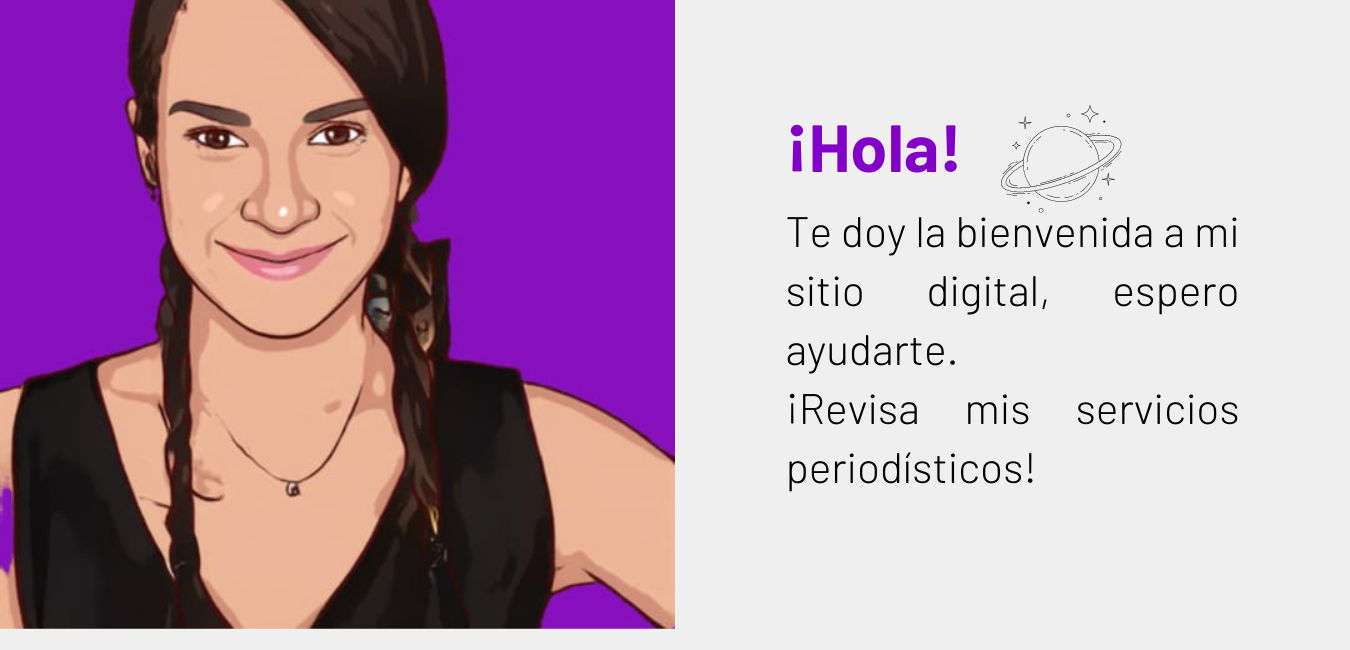 ¡Hola!
Te doy la bienvenida a mi
sitio digital, espero
ayudarte.
¡Revisa mis servicios
periodísticos!